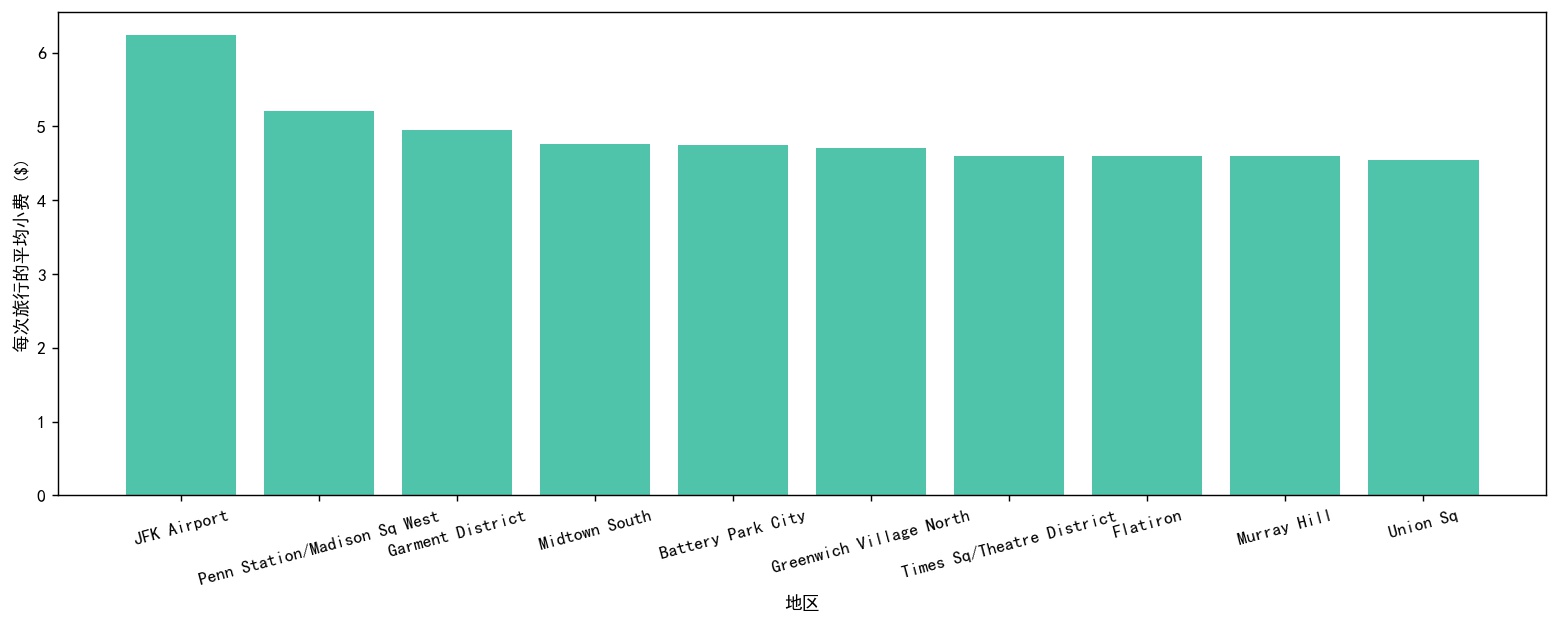 每次旅行的平均小费 ($)
6
5
4
3
2
1
0
JFK Airport
Penn Station/Madison Sq West
Garment District
Midtown South
Battery Park City
Greenwich Village North
Times Sq/Theatre District
Flatiron
Murray Hill
Union Sq
地区